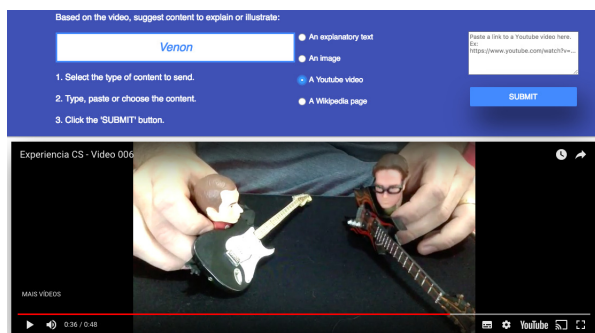 Based on the video, suggest content to explain or illustrate:
Venon
1. Select the type of content to send.
2. Type, paste or choose the content.
3. Click the 'SUBMIT' button.
An explanatory text
An image
A Youtube video
A Wikipedia page
Paste a link to a Youtube video here.
Ex:
https://www.youtube.com/watch?v=...
SUBMIT
Experiencia CS - Video 006
MAIS VÍDEOS
0:36 / 0:48
YouTube